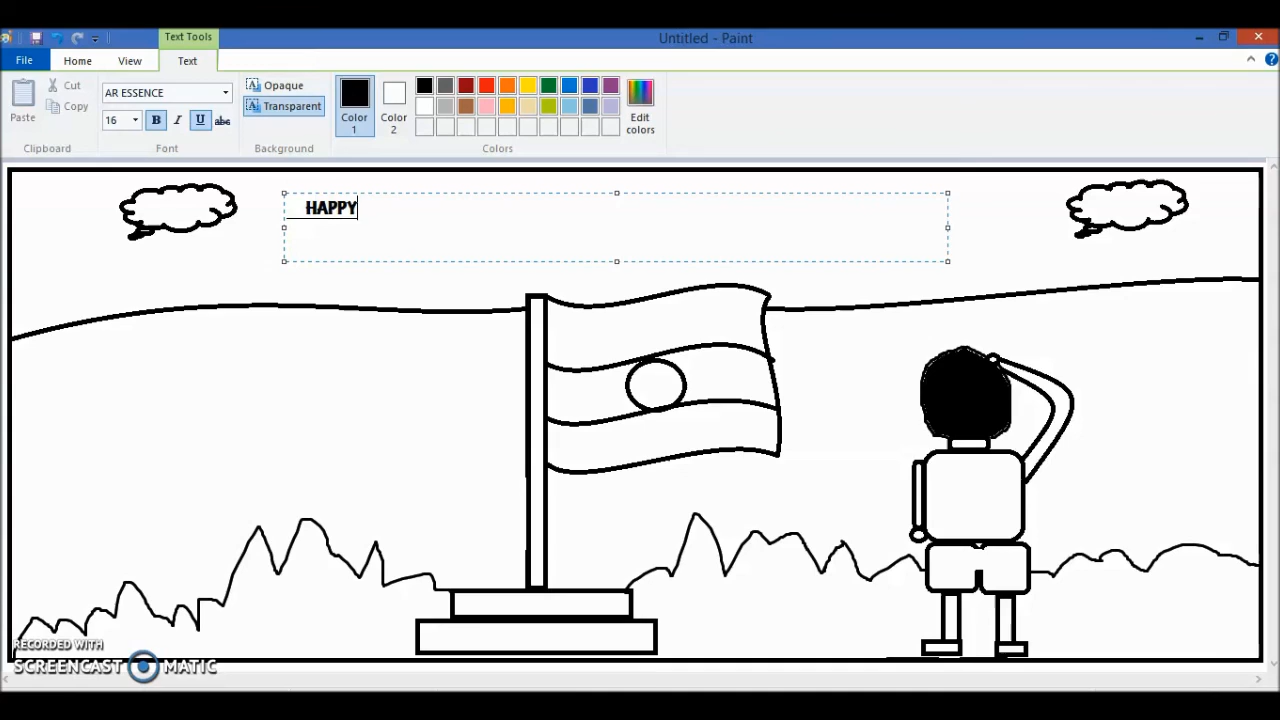 Text Tools
Untitled - Paint
File
Home
View
Text
Paste
Cut
Copy
Clipboard
AR ESSENCE
16
B I U abc
Font
Opaque
Transparent
Background
Color 1
Color 2
Edit colors
Colors
HAPPY
RECORDED WITH
SCREENCAST MATIC